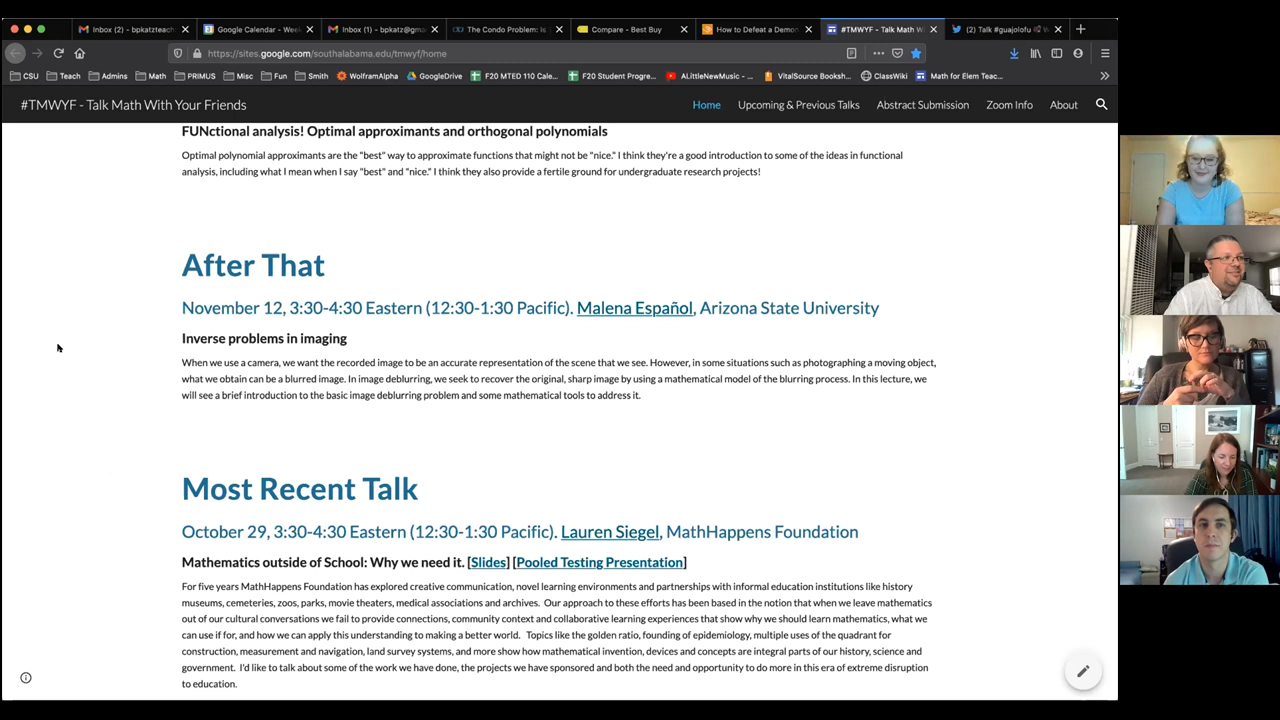 Inbox (2) - bpkatzteach
Google Calendar - Wee
Inbox (1) - bpkatz@gma
The Condo Problem: Is
Compare - Best Buy
How to Defeat a Demon
#TMWYF - Talk Math W
(2) Talk #guajolofu
https://sites.google.com/southalabama.edu/tmwyf/home
CSU
Teach
Admins
Math
PRIMUS
Misc
Fun
Smith
WolframAlpha
GoogleDrive
F20 MTED 110 Cale...
F20 Student Progre...
ALittleNewMusic - ...
VitalSource Booksh...
ClassWiki
Math for Elem Teac...
#TMWYF - Talk Math With Your Friends
Home
Upcoming & Previous Talks
Abstract Submission
Zoom Info
About
FUNctional analysis! Optimal approximants and orthogonal polynomials
Optimal polynomial approximants are the "best" way to approximate functions that might not be "nice." I think they're a good introduction to some of the ideas in functional
analysis, including what I mean when I say "best" and "nice." I think they also provide a fertile ground for undergraduate research projects!
After That
November 12, 3:30-4:30 Eastern (12:30-1:30 Pacific). Malena Español, Arizona State University
Inverse problems in imaging
When we use a camera, we want the recorded image to be an accurate representation of the scene that we see. However, in some situations such as photographing a moving object,
what we obtain can be a blurred image. In image deblurring, we seek to recover the original, sharp image by using a mathematical model of the blurring process. In this lecture, we
will see a brief introduction to the basic image deblurring problem and some mathematical tools to address it.
Most Recent Talk
October 29, 3:30-4:30 Eastern (12:30-1:30 Pacific). Lauren Siegel, MathHappens Foundation
Mathematics outside of School: Why we need it. [Slides] [Pooled Testing Presentation]
For five years MathHappens Foundation has explored creative communication, novel learning environments and partnerships with informal education institutions like history
museums, cemeteries, zoos, parks, movie theaters, medical associations and archives. Our approach to these efforts has been based in the notion that when we leave mathematics
out of our cultural conversations we fail to provide connections, community context and collaborative learning experiences that show why we should learn mathematics, what we
can use if for, and how we can apply this understanding to making a better world. Topics like the golden ratio, founding of epidemiology, multiple uses of the quadrant for
construction, measurement and navigation, land survey systems, and more show how mathematical invention, devices and concepts are integral parts of our history, science and
government. I'd like to talk about some of the work we have done, the projects we have sponsored and both the need and opportunity to do more in this era of extreme disruption
to education.